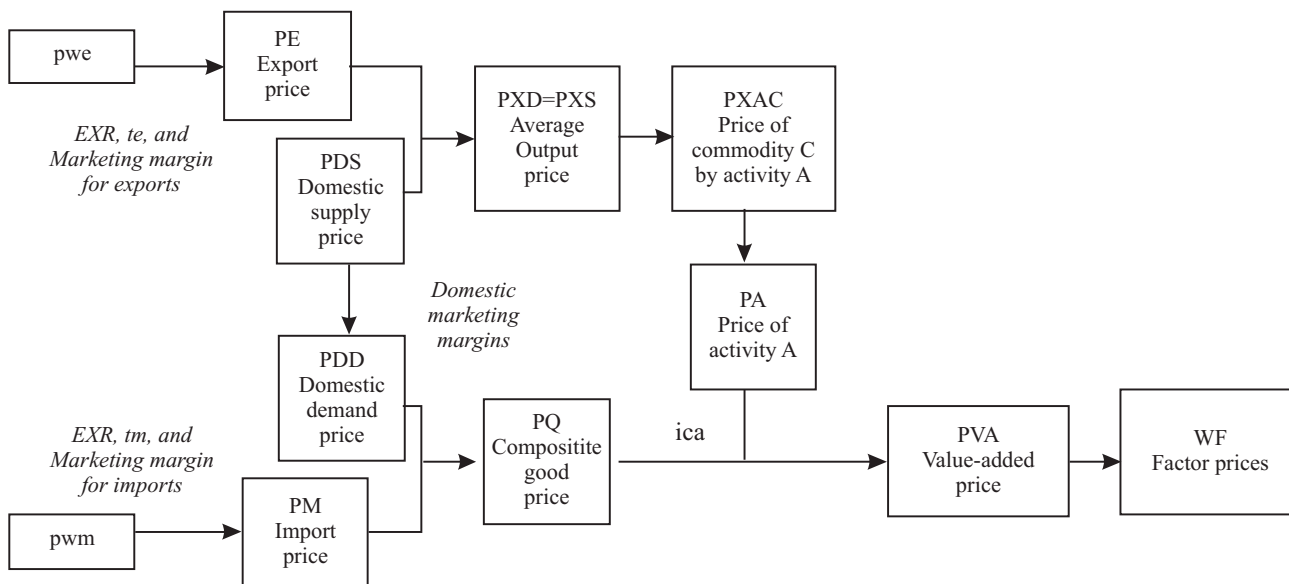 pwe
PE
Export
price
EXR, te, and
Marketing margin
for exports
PDS
Domestic
supply
price
PXD=PXS
Average
Output
price
PXAC
Price of
commodity C
by activity A
Domestic
marketing
margins
PA
Price of
activity A
PDD
Domestic
demand
price
EXR, tm, and
Marketing margin
for imports
pwm
PM
Import
price
PQ
Compositite
good
price
ica
PVA
Value-added
price
WF
Factor prices